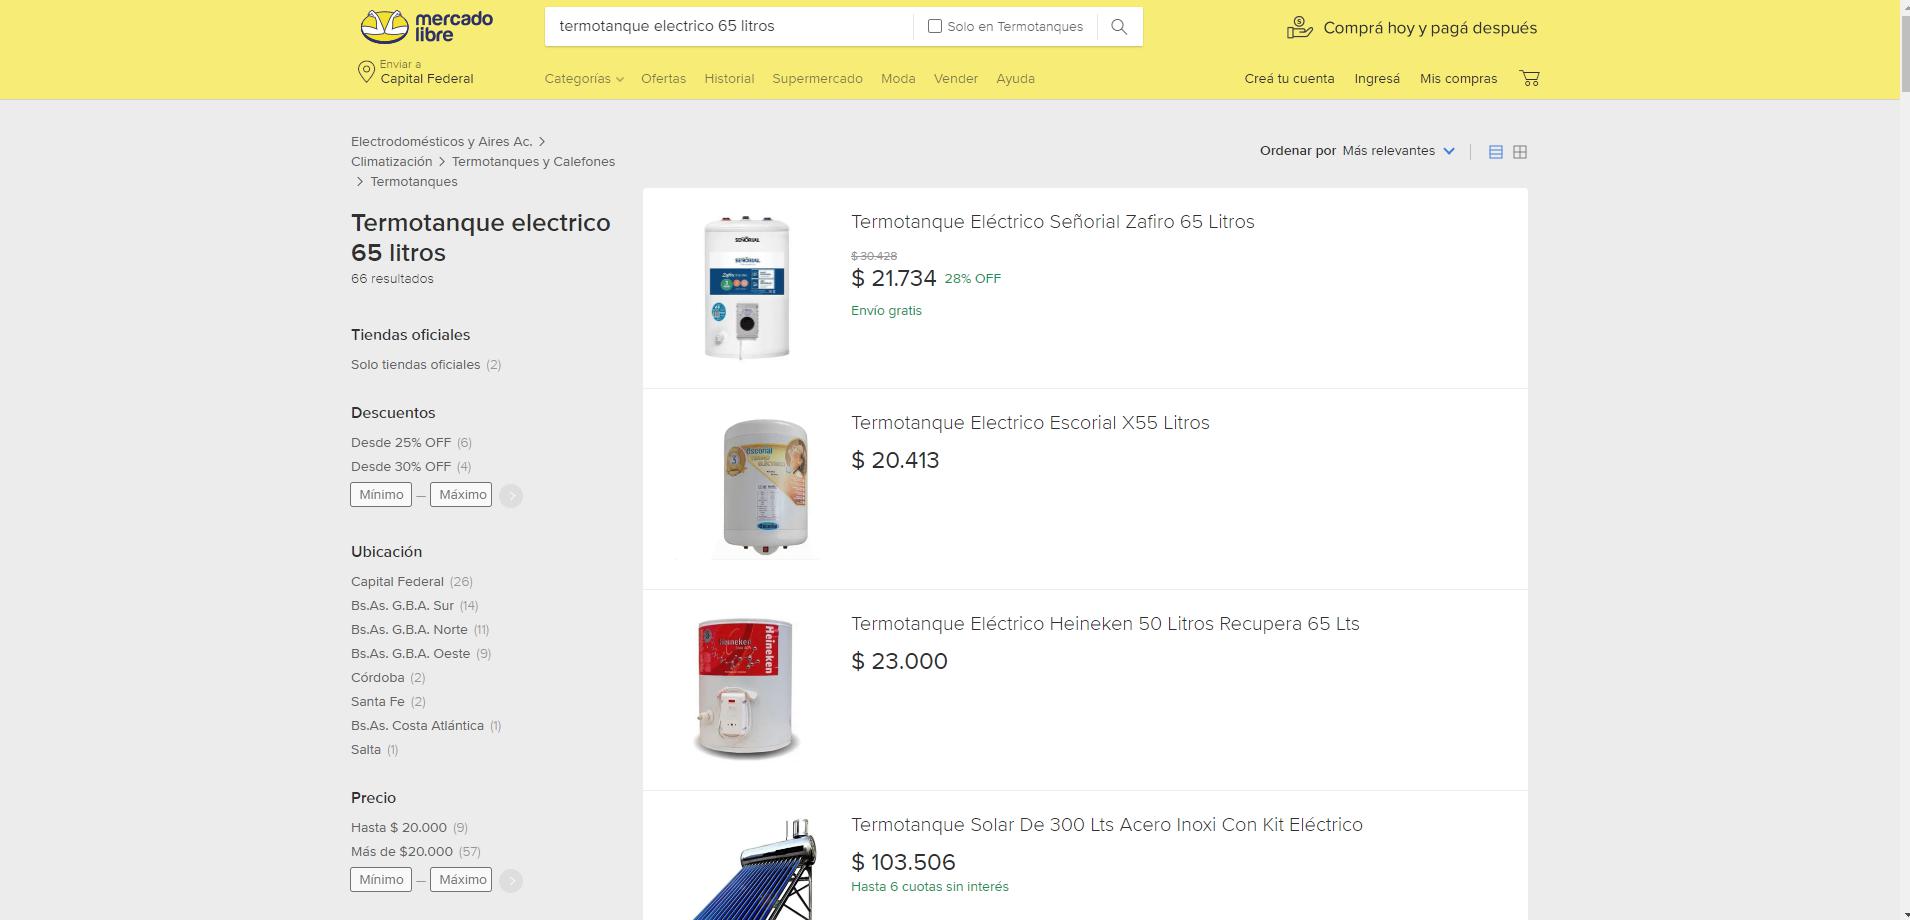 mercado
libre
termotanque electrico 65 litros
Solo en Termotanques
Comprá hoy y pagá después
Enviar a
Capital Federal
Categorías
Ofertas
Historial
Supermercado
Moda
Vender
Ayuda
Creá tu cuenta
Ingresá
Mis compras
Electrodomésticos y Aires Ac. >
Climatización > Termotanques y Calefones
> Termotanques
Ordenar por Más relevantes
Termotanque electrico
65 litros
66 resultados
Tiendas oficiales
Solo tiendas oficiales (2)
Descuentos
Desde 25% OFF (6)
Desde 30% OFF (4)
Mínimo — Máximo
Ubicación
Capital Federal (26)
Bs.As. G.B.A. Sur (14)
Bs.As. G.B.A. Norte (11)
Bs.As. G.B.A. Oeste (9)
Córdoba (2)
Santa Fe (2)
Bs.As. Costa Atlántica (1)
Salta (1)
Precio
Hasta $ 20.000 (9)
Más de $20.000 (57)
Mínimo — Máximo
SEÑORIAL
SEÑORIAL
Termotanque Eléctrico Señorial Zafiro 65 Litros
$ 30.428
$ 21.734 28% OFF
Envío gratis
Termotanque Electrico Escorial X55 Litros
$ 20.413
Heineken
Heineken
Termotanque Eléctrico Heineken 50 Litros Recupera 65 Lts
$ 23.000
Termotanque Solar De 300 Lts Acero Inoxi Con Kit Eléctrico
$ 103.506
Hasta 6 cuotas sin interés